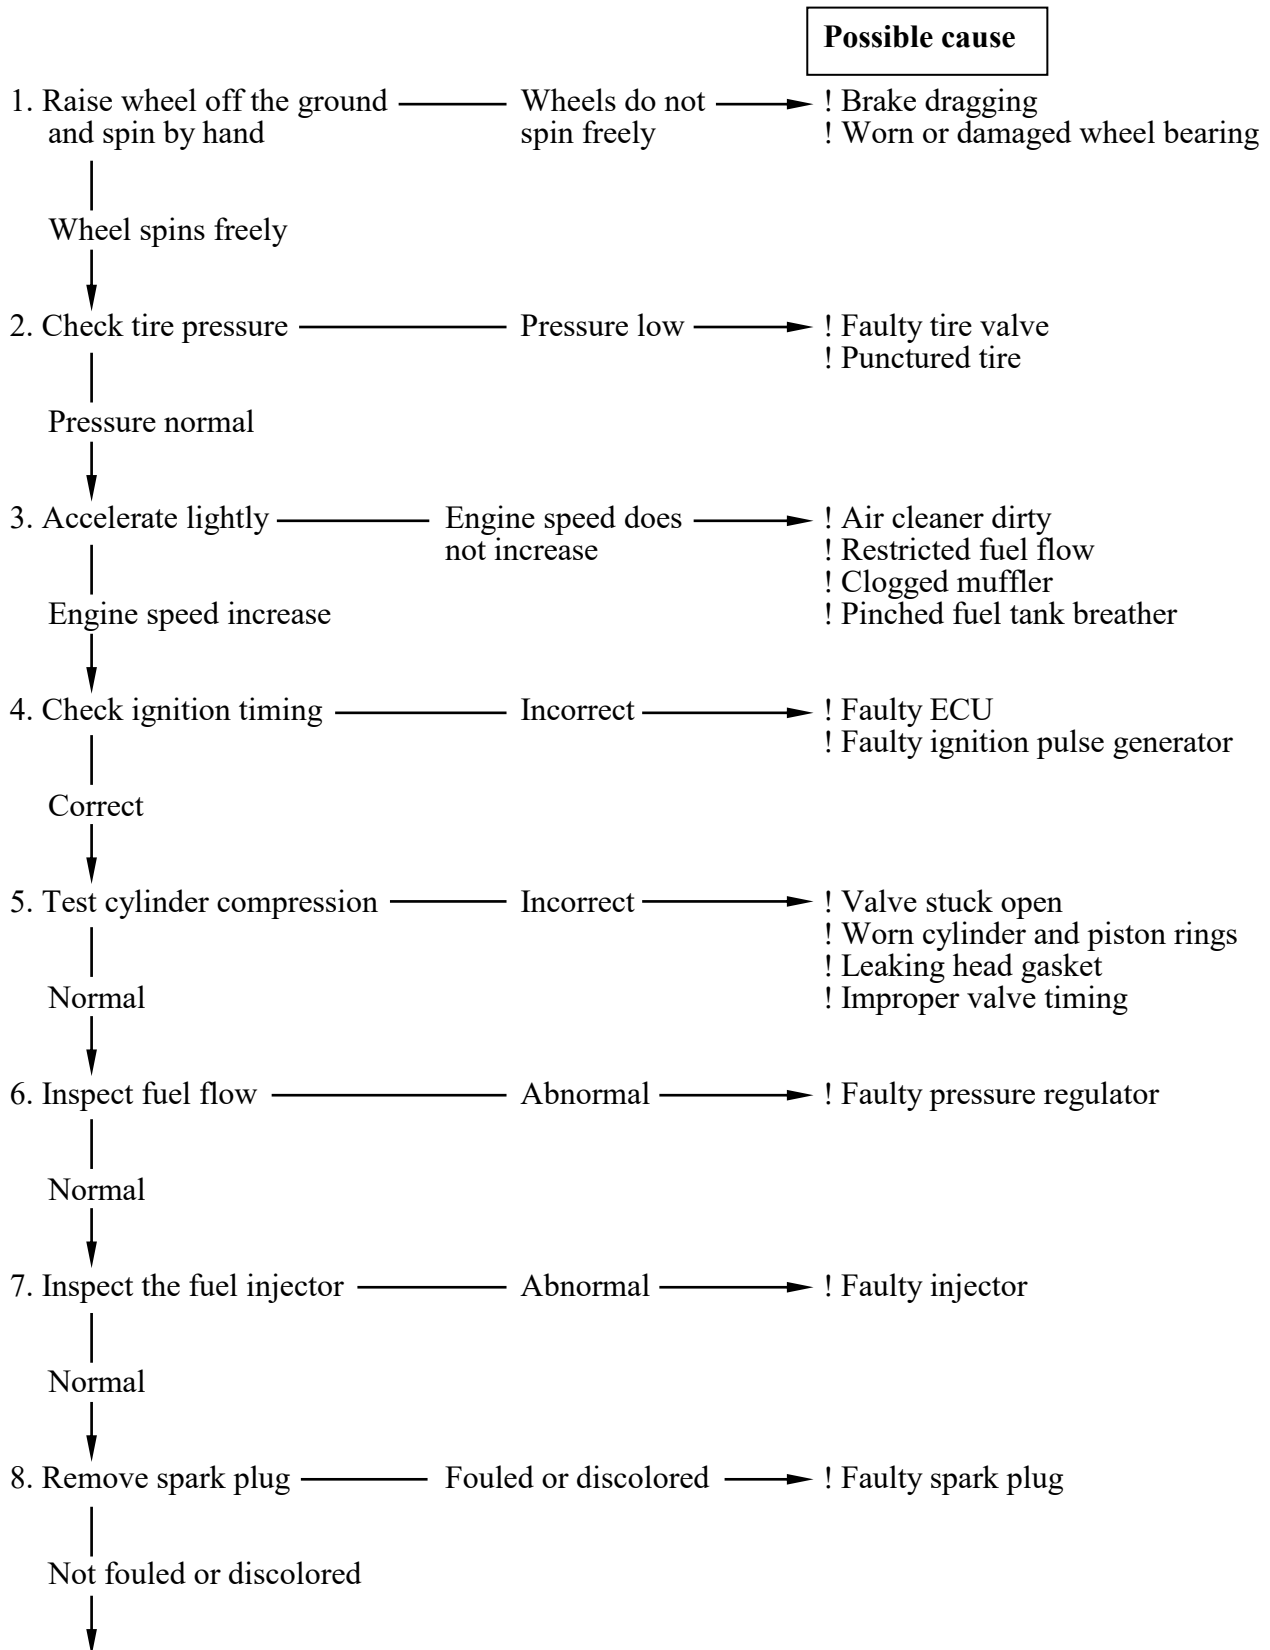 Possible cause
1. Raise wheel off the ground Wheels do not ! Brake dragging
and spin by hand spin freely ! Worn or damaged wheel bearing
Wheel spins freely
2. Check tire pressure Pressure low ! Faulty tire valve
! Punctured tire
Pressure normal
3. Accelerate lightly Engine speed does ! Air cleaner dirty
not increase ! Restricted fuel flow
! Clogged muffler
Engine speed increase ! Pinched fuel tank breather
4. Check ignition timing Incorrect ! Faulty ECU
! Faulty ignition pulse generator
Correct
5. Test cylinder compression Incorrect ! Valve stuck open
! Worn cylinder and piston rings
! Leaking head gasket
Normal ! Improper valve timing
6. Inspect fuel flow Abnormal ! Faulty pressure regulator
Normal
7. Inspect the fuel injector Abnormal ! Faulty injector
Normal
8. Remove spark plug Fouled or discolored ! Faulty spark plug
Not fouled or discolored